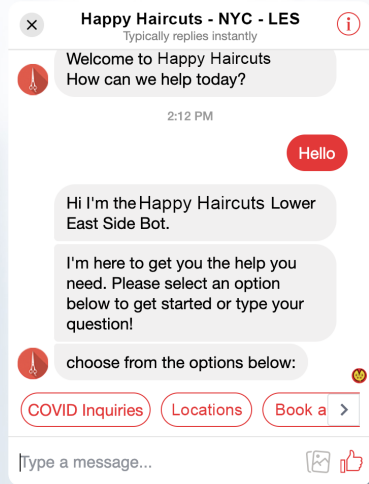 Happy Haircuts - NYC - LES
Typically replies instantly
Welcome to Happy Haircuts
How can we help today?
2:12 PM
Hello
Hi I'm the Happy Haircuts Lower
East Side Bot.
I'm here to get you the help you
need. Please select an option
below to get started or type your
question!
choose from the options below:
COVID Inquiries Locations Book a
Type a message...